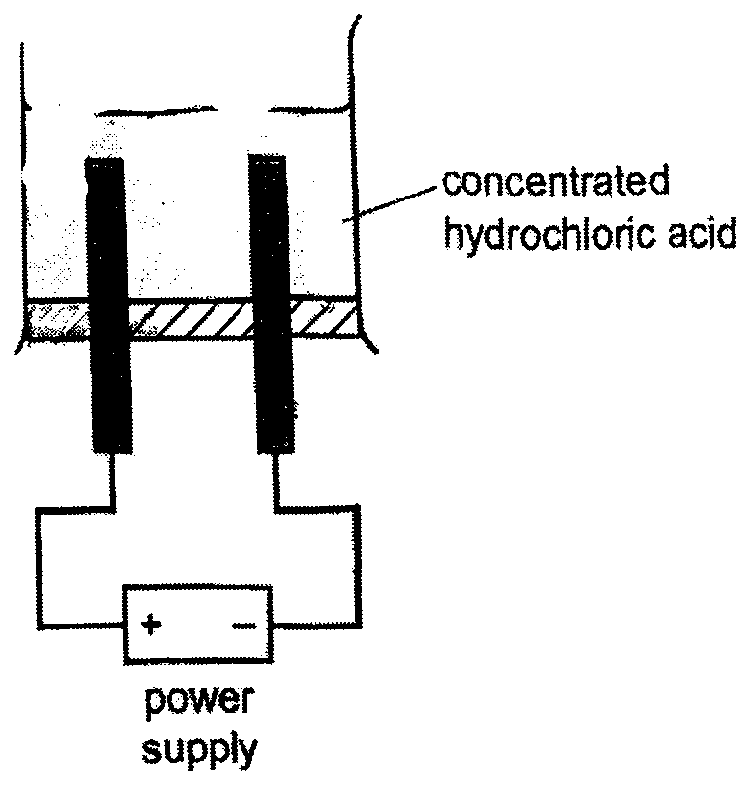 concentrated
hydrochloric acid
+ −
power
supply